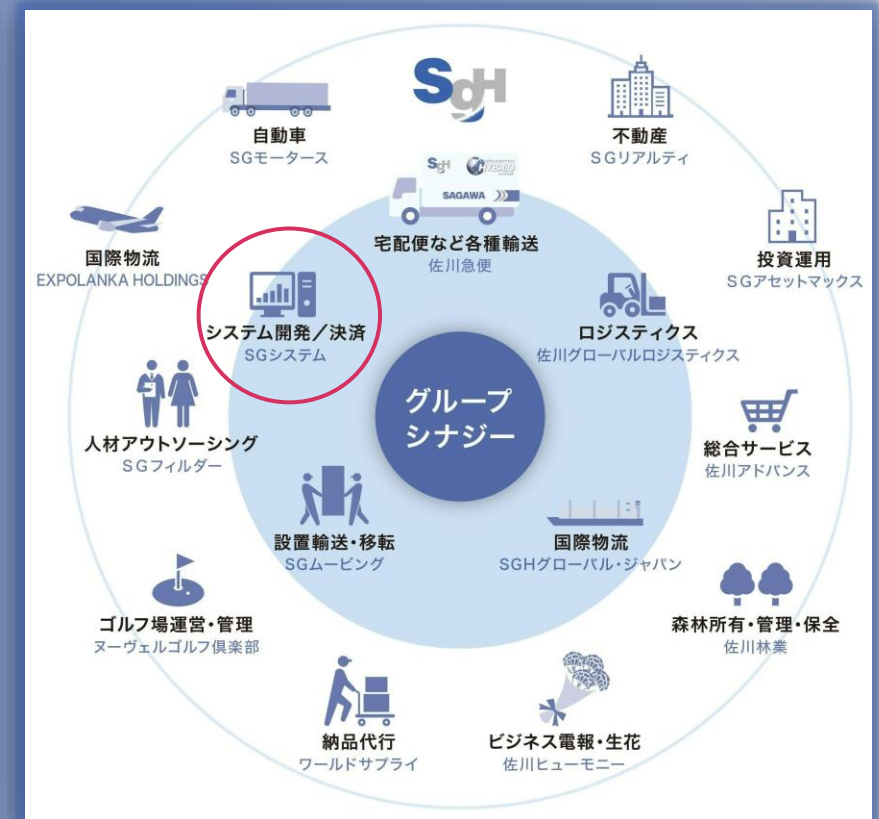 SGH
自動車
SGモータース
不動産
SGリアルティ
SGH
HYBRID
SAGAWA
宅配便など各種輸送
佐川急便
国際物流
EXPOLANKA HOLDINGS
投資運用
SGアセットマックス
システム開発／決済
SGシステム
ロジスティクス
佐川グローバルロジスティクス
グループ
シナジー
人材アウトソーシング
SGフィルダー
総合サービス
佐川アドバンス
設置輸送・移転
SGムービング
国際物流
SGHグローバル・ジャパン
ゴルフ場運営・管理
ヌーヴェルゴルフ倶楽部
森林所有・管理・保全
佐川林業
納品代行
ワールドサプライ
ビジネス電報・生花
佐川ヒューモニー